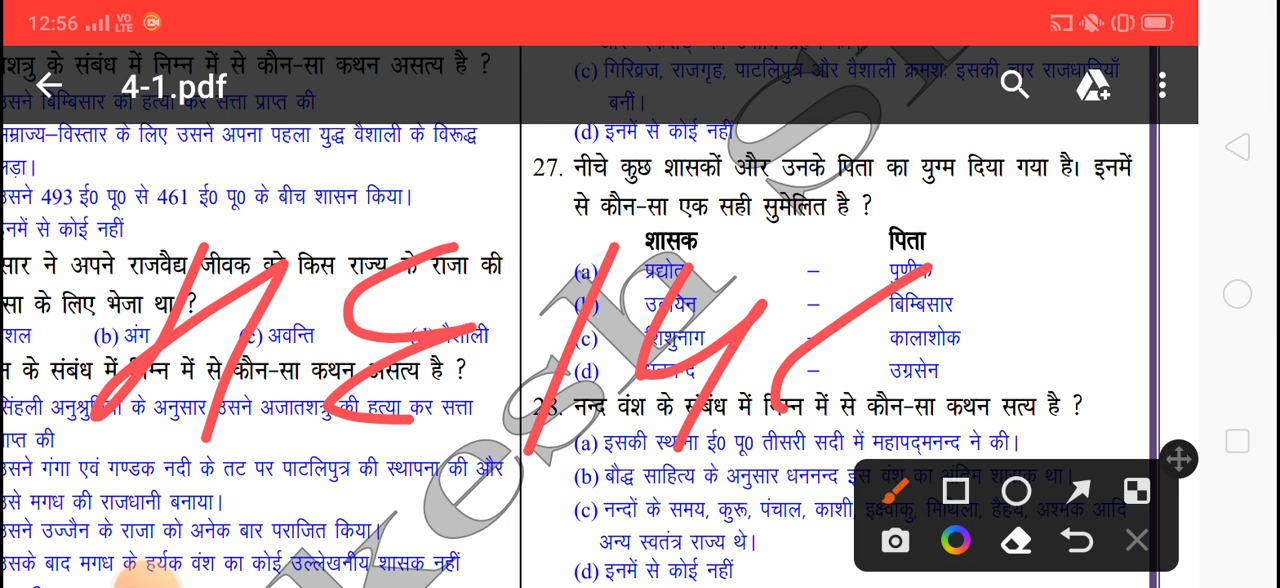 12:56 VO LTE
4-1.pdf
शत्रु के संबंध में निम्न में से कौन-सा कथन असत्य है ?
उसने बिम्बिसार की हत्या कर सत्ता प्राप्त की
म्राज्य–विस्तार के लिए उसने अपना पहला युद्ध वैशाली के विरूद्ध
लड़ा।
उसने 493 ई0 पू0 से 461 ई0 पू0 के बीच शासन किया।
इनमें से कोई नहीं
सार ने अपने राजवैद्य जीवक को किस राज्य के राजा की
सा के लिए भेजा था ?
शल (b) अंग (c) अवन्ति (d) वैशाली
न के संबंध में निम्न में से कौन-सा कथन असत्य है ?
सिंहली अनुश्रुतियों के अनुसार उसने अजातशत्रु की हत्या कर सत्ता
प्राप्त की
उसने गंगा एवं गण्डक नदी के तट पर पाटलिपुत्र की स्थापना की और
उसे मगध की राजधानी बनाया।
उसने उज्जैन के राजा को अनेक बार पराजित किया।
उसके बाद मगध के हर्यक वंश का कोई उल्लेखनीय शासक नहीं
(c) गिरिव्रज, राजगृह, पाटलिपुत्र और वैशाली क्रमशः इसकी चार राजधानियाँ
बनीं।
(d) इनमें से कोई नहीं
27. नीचे कुछ शासकों और उनके पिता का युग्म दिया गया है। इनमें
से कौन-सा एक सही सुमेलित है ?
शासक पिता
(a) प्रद्योत – पुणीक
(b) उदायिन – बिम्बिसार
(c) शिशुनाग – कालाशोक
(d) धनानन्द – उग्रसेन
28. नन्द वंश के संबंध में निम्न में से कौन-सा कथन सत्य है ?
(a) इसकी स्थापना ई0 पू0 तीसरी सदी में महापद्मनन्द ने की।
(b) बौद्ध साहित्य के अनुसार धननन्द इस वंश का अंतिम शासक था।
(c) नन्दों के समय, कुरू, पंचाल, काशी, इक्ष्वाकु, मिथिला, हैहय, अश्मक आदि
अन्य स्वतंत्र राज्य थे।
(d) इनमें से कोई नहीं